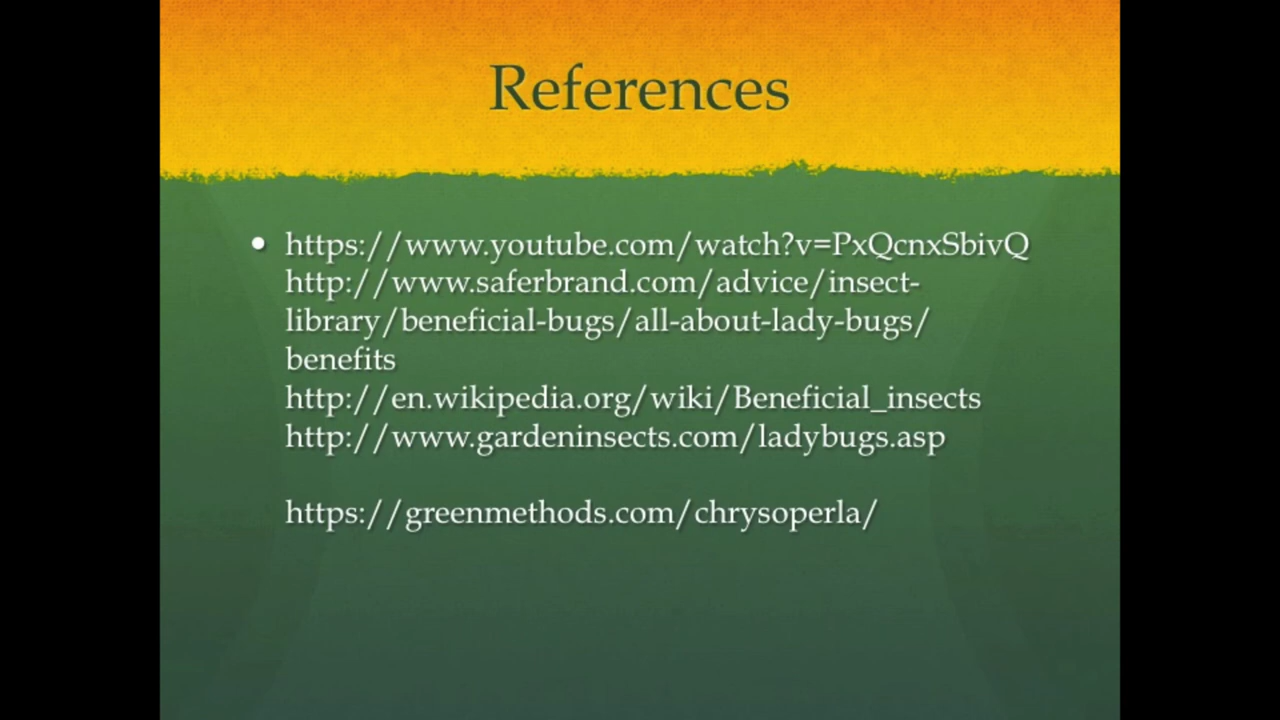 References
• https://www.youtube.com/watch?v=PxQcnxSbivQ
http://www.saferbrand.com/advice/insect-
library/beneficial-bugs/all-about-lady-bugs/
benefits
http://en.wikipedia.org/wiki/Beneficial_insects
http://www.gardeninsects.com/ladybugs.asp
https://greenmethods.com/chrysoperla/